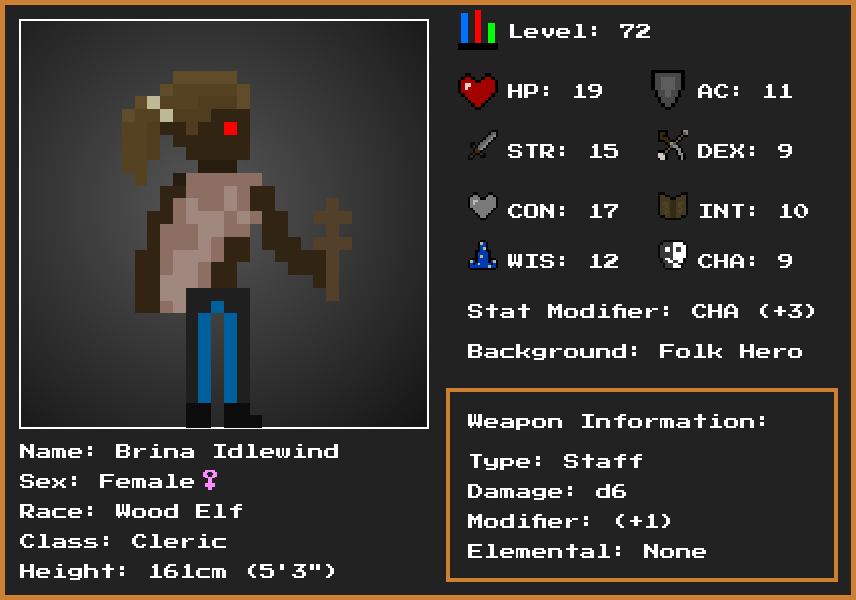 Level: 72
HP: 19
AC: 11
STR: 15
DEX: 9
CON: 17
INT: 10
WIS: 12
CHA: 9
Stat Modifier: CHA (+3)
Background: Folk Hero
Weapon Information:
Type: Staff
Damage: d6
Modifier: (+1)
Elemental: None
Name: Brina Idlewind
Sex: Female♀
Race: Wood Elf
Class: Cleric
Height: 161cm (5'3")